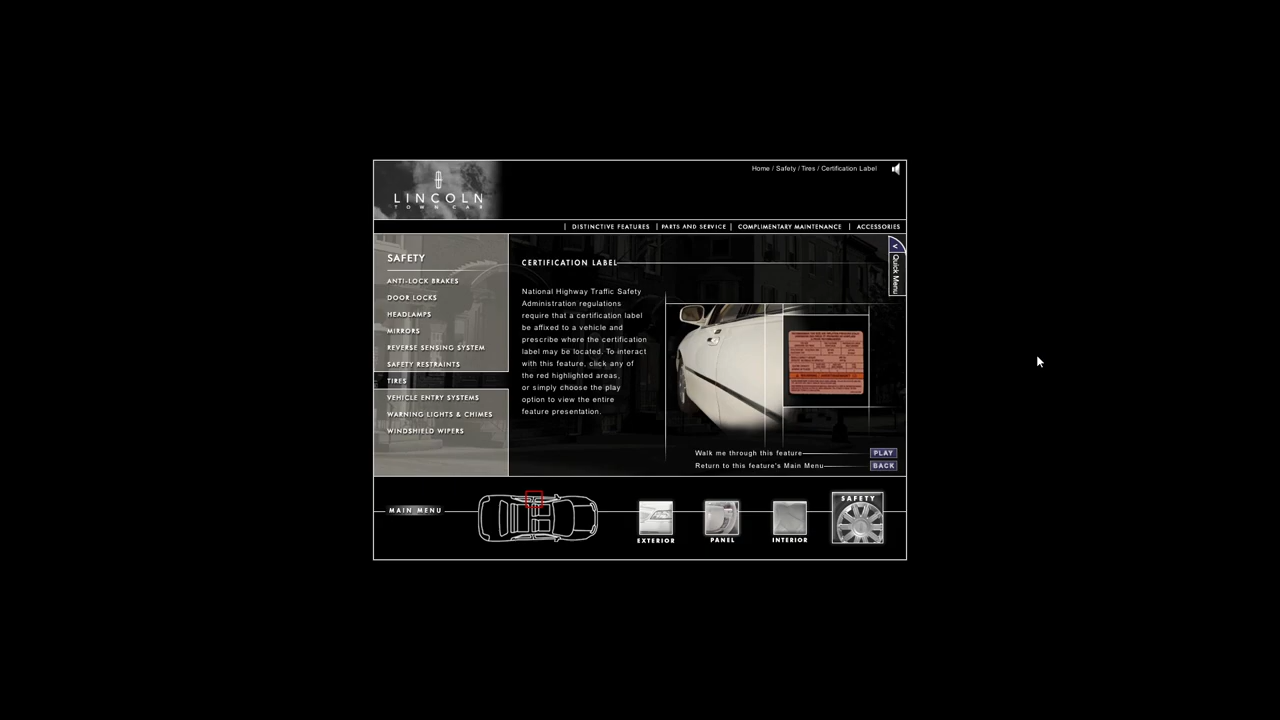 Home / Safety / Tires / Certification Label
LINCOLN
TOWN CAR
DISTINCTIVE FEATURES
PARTS AND SERVICE
COMPLIMENTARY MAINTENANCE
ACCESSORIES
SAFETY
ANTI-LOCK BRAKES
DOOR LOCKS
HEADLAMPS
MIRRORS
REVERSE SENSING SYSTEM
SAFETY RESTRAINTS
TIRES
VEHICLE ENTRY SYSTEMS
WARNING LIGHTS & CHIMES
WINDSHIELD WIPERS
CERTIFICATION LABEL
National Highway Traffic Safety
Administration regulations
require that a certification label
be affixed to a vehicle and
prescribe where the certification
label may be located. To interact
with this feature, click any of
the red highlighted areas,
or simply choose the play
option to view the entire
feature presentation.
< Quick Menu
Walk me through this feature
PLAY
Return to this feature's Main Menu
BACK
MAIN MENU
EXTERIOR
PANEL
INTERIOR
SAFETY